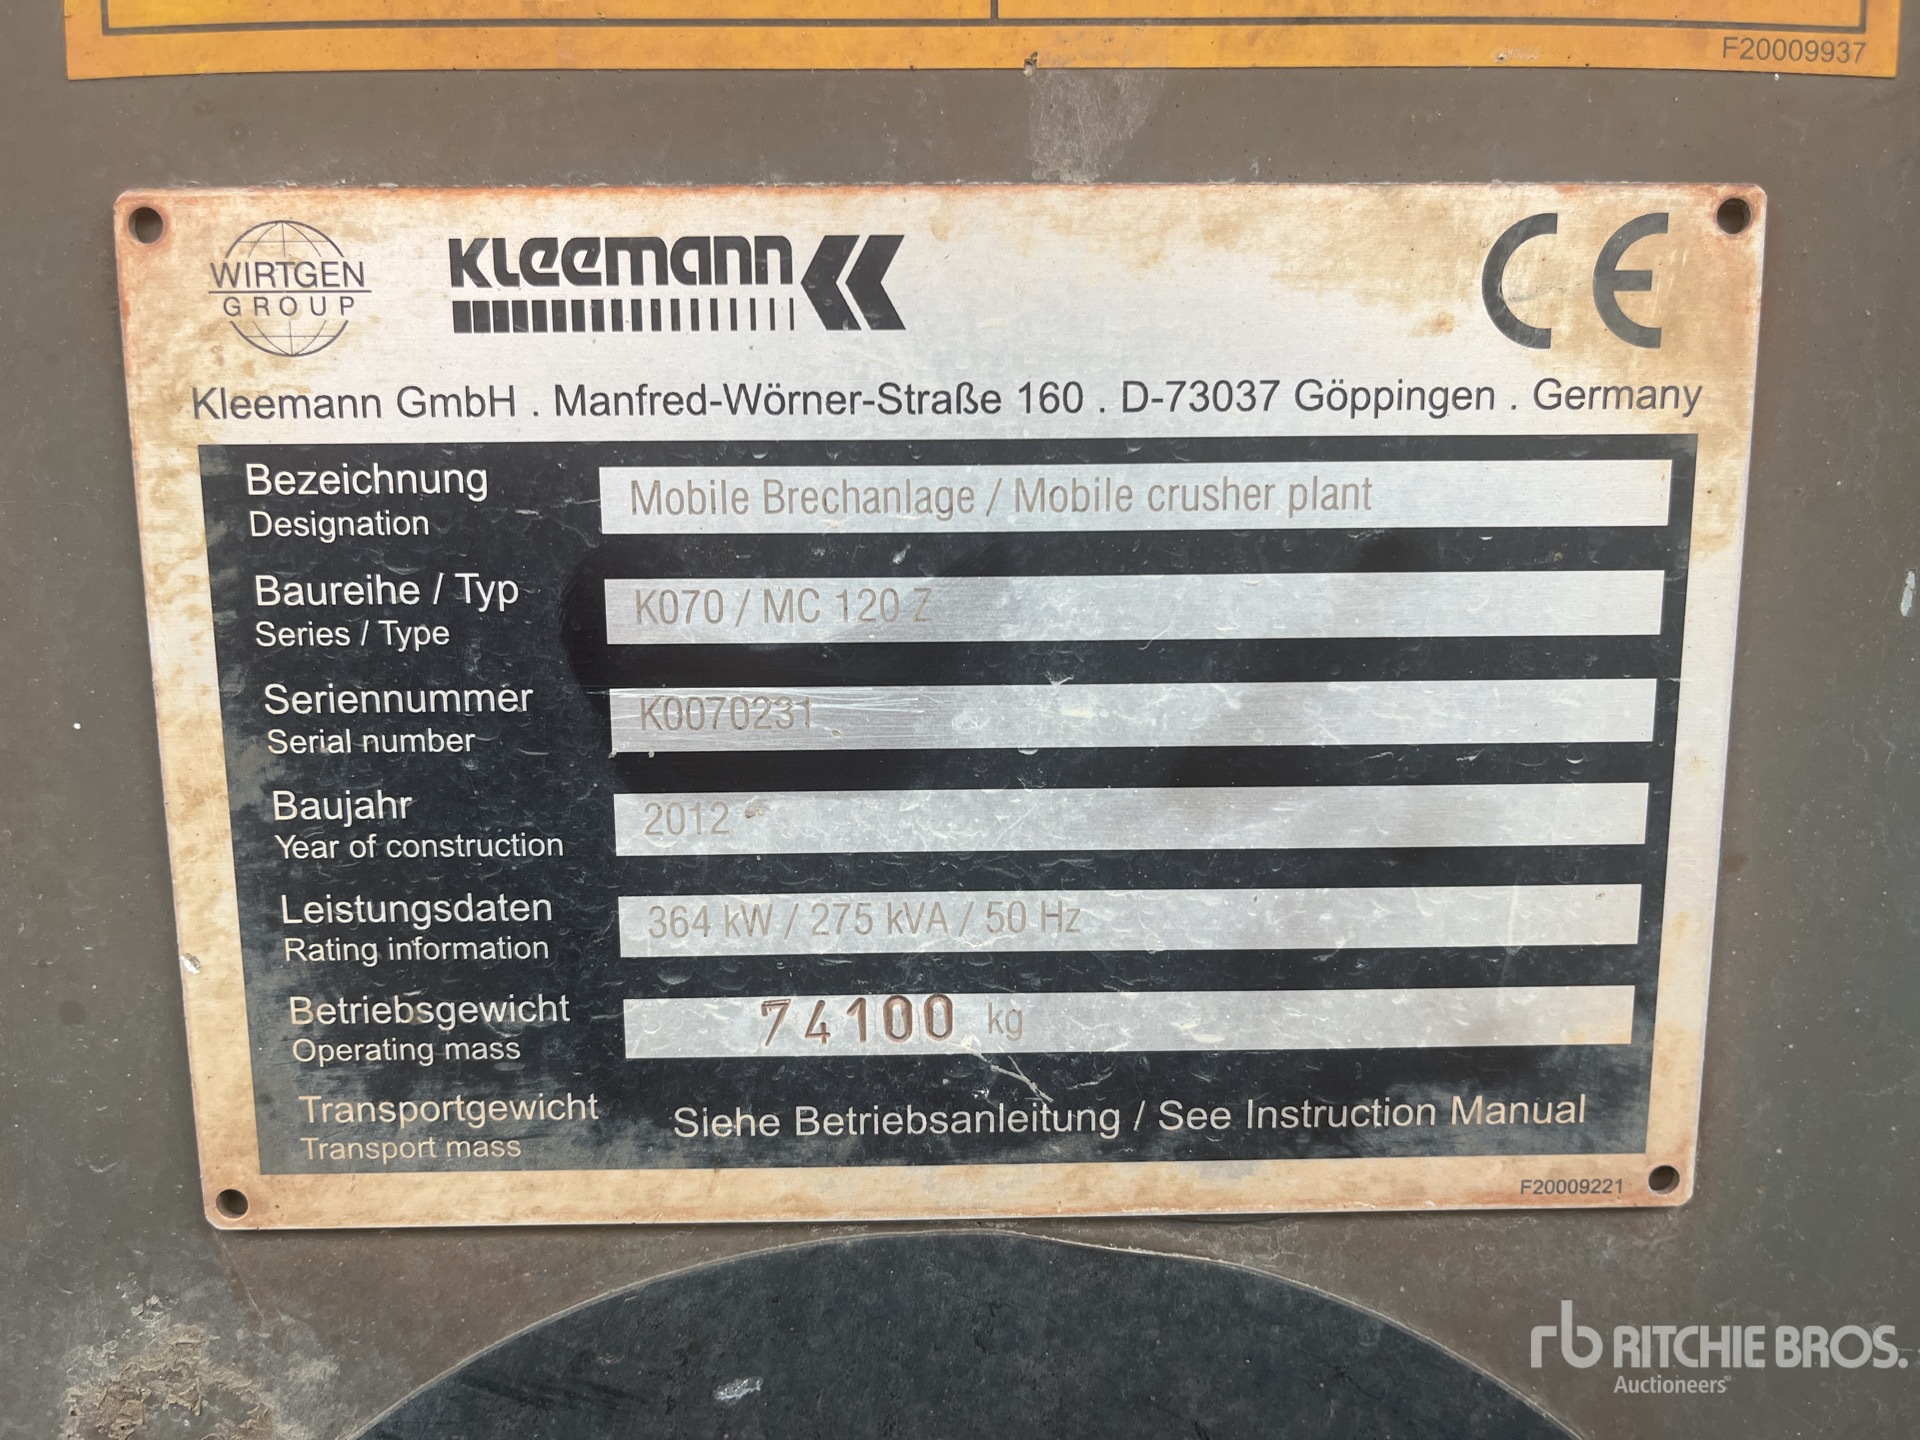 F20009937
WIRTGEN
GROUP
KLEEMANN
CE
Kleemann GmbH . Manfred-Wörner-Straße 160 . D-73037 Göppingen . Germany
Bezeichnung
Designation
Mobile Brechanlage / Mobile crusher plant
Baureihe / Typ
Series / Type
K070 / MC 120 Z
Seriennummer
Serial number
K0070231
Baujahr
Year of construction
2012
Leistungsdaten
Rating information
364 kW / 275 kVA / 50 Hz
Betriebsgewicht
Operating mass
74100 kg
Transportgewicht
Transport mass
Siehe Betriebsanleitung / See Instruction Manual
F20009221
rb RITCHIE BROS.
Auctioneers